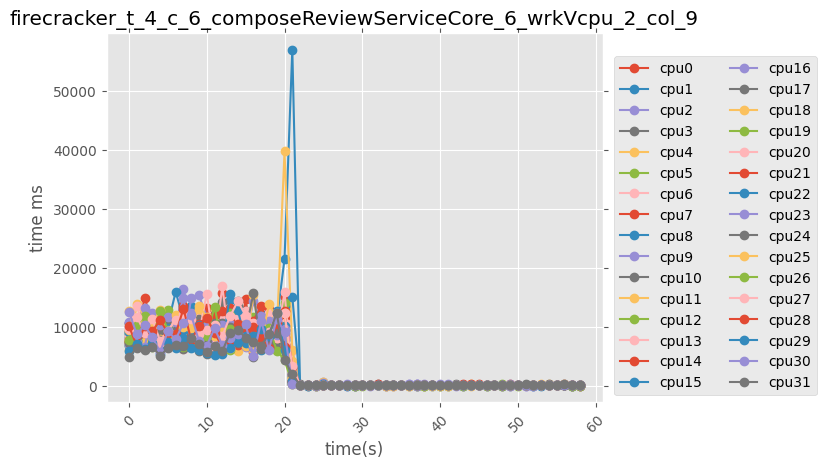 firecracker_t_4_c_6_composeReviewServiceCore_6_wrkVcpu_2_col_9
time ms
50000
40000
30000
20000
10000
0
0
10
20
30
40
50
60
time(s)
cpu0
cpu1
cpu2
cpu3
cpu4
cpu5
cpu6
cpu7
cpu8
cpu9
cpu10
cpu11
cpu12
cpu13
cpu14
cpu15
cpu16
cpu17
cpu18
cpu19
cpu20
cpu21
cpu22
cpu23
cpu24
cpu25
cpu26
cpu27
cpu28
cpu29
cpu30
cpu31